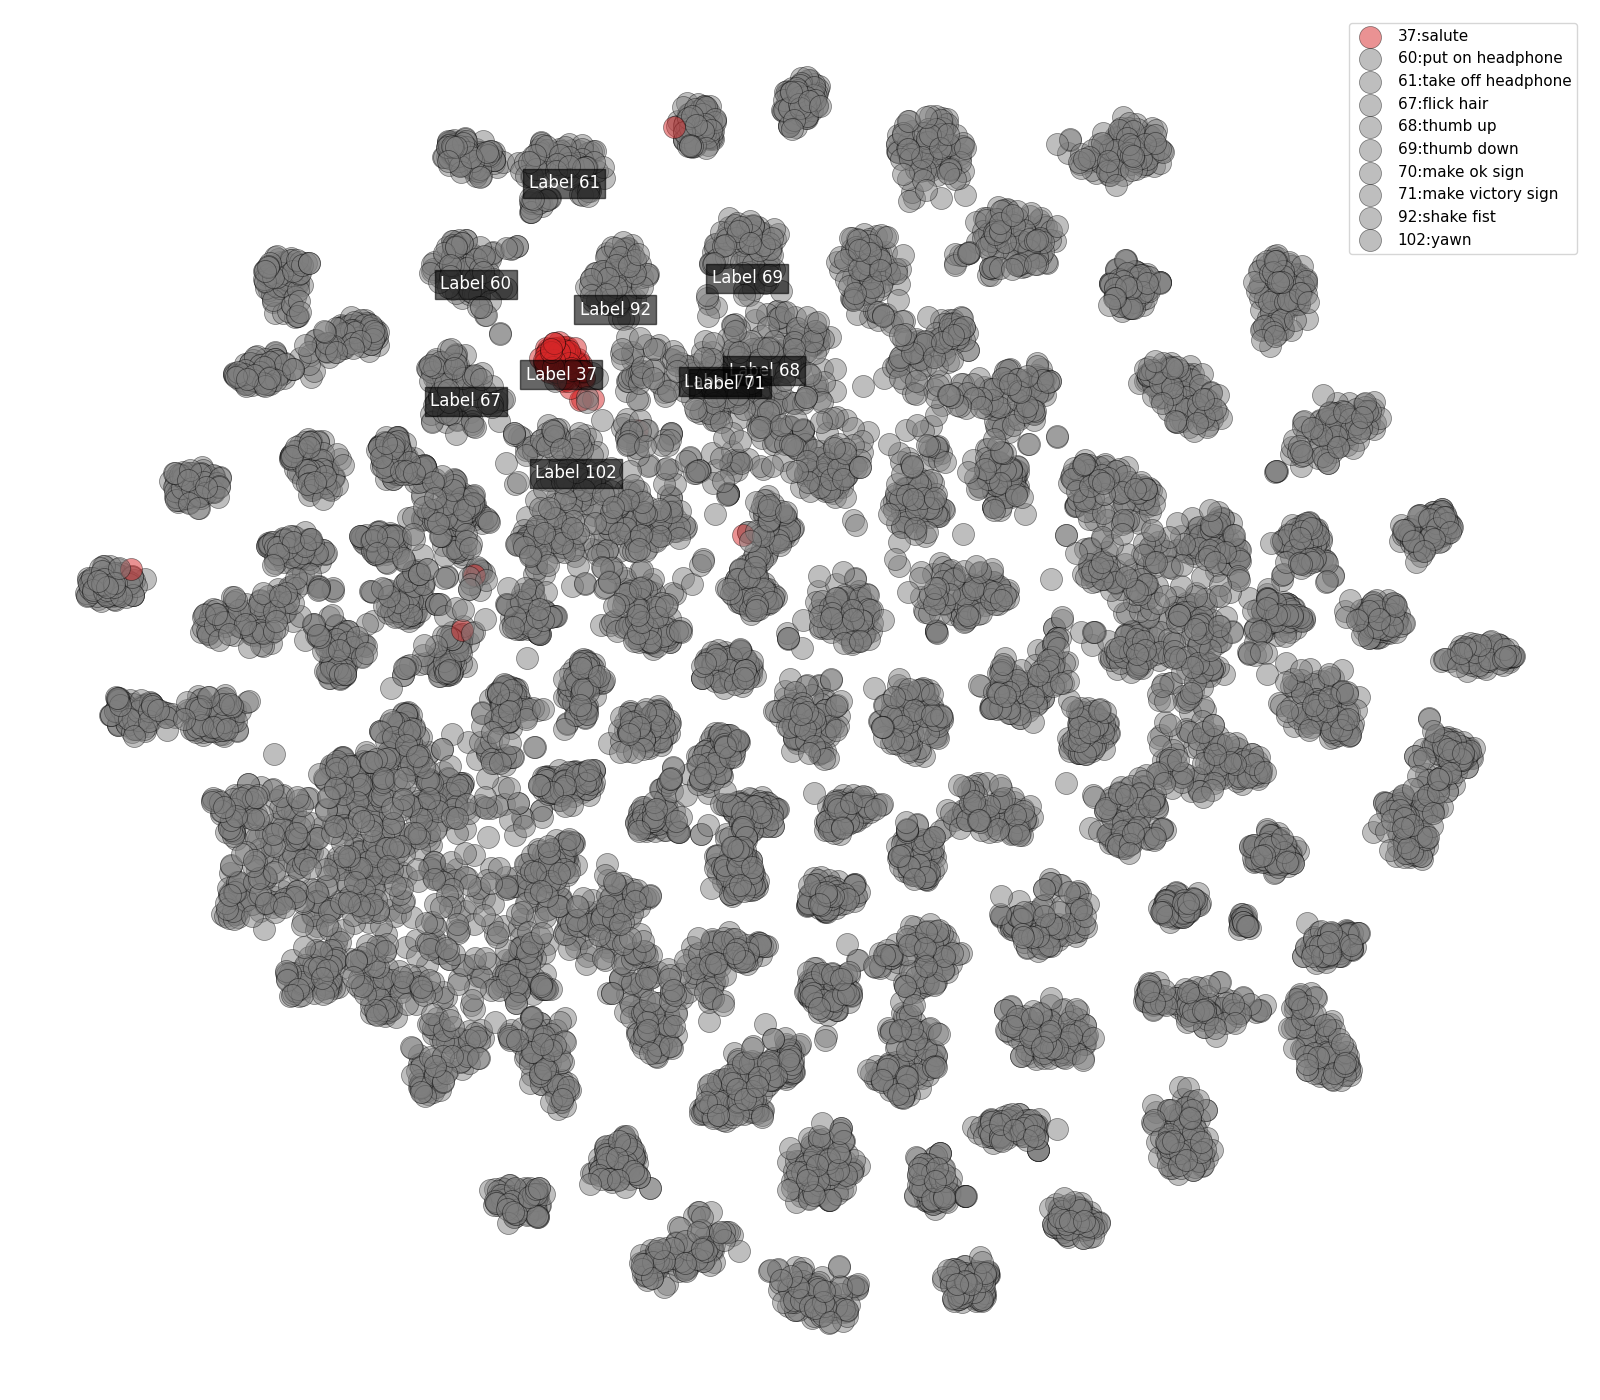 37:salute
60:put on headphone
61:take off headphone
67:flick hair
68:thumb up
69:thumb down
70:make ok sign
71:make victory sign
92:shake fist
102:yawn
Label 61
Label 60
Label 69
Label 92
Label 37
Label 68
Label 71
Label 67
Label 102